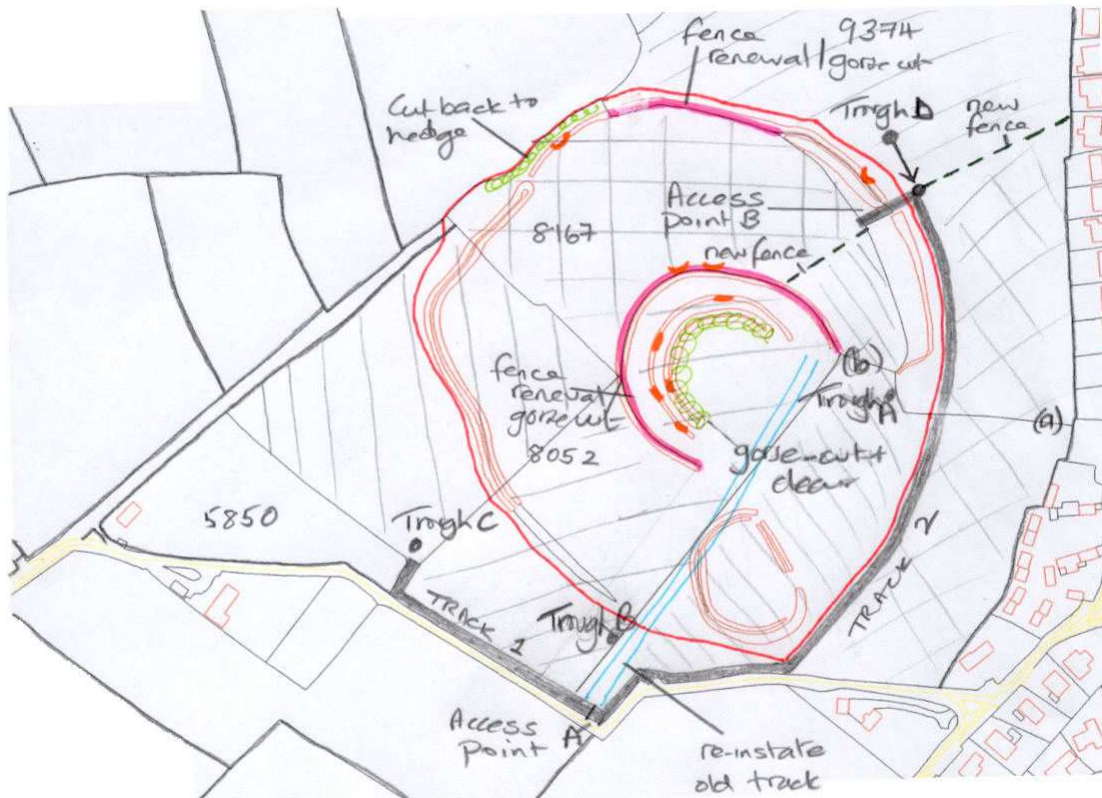 fence
renewal/
9374
gorse cut
Cut back to
hedge
Trough D
new
fence
Access
point B
8167
new fence
(b)
Trough A
(a)
fence
renewal
gorse cut
8052
gorse-cut +
clear
5850
Trough C
TRACK 1
Trough B
TRACK 2
Access
point A
re-instate
old track